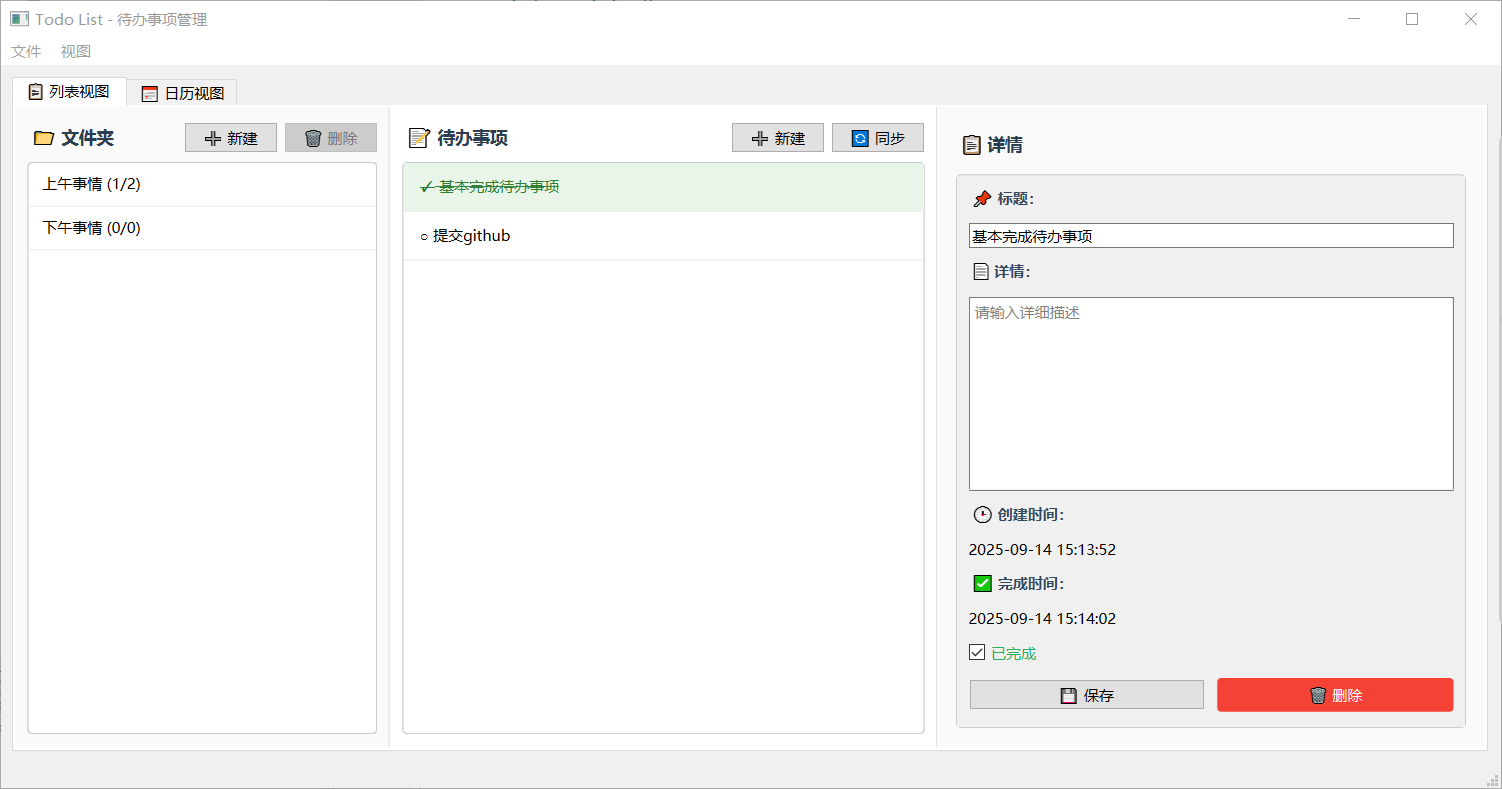 Todo List - 待办事项管理
文件 视图
列表视图 日历视图
文件夹 新建 删除
上午事情 (1/2)
下午事情 (0/0)
待办事项 新建 同步
✓ 基本完成待办事项
○ 提交github
详情
标题：
基本完成待办事项
详情：
请输入详细描述
创建时间：
2025-09-14 15:13:52
完成时间：
2025-09-14 15:14:02
已完成
保存 删除